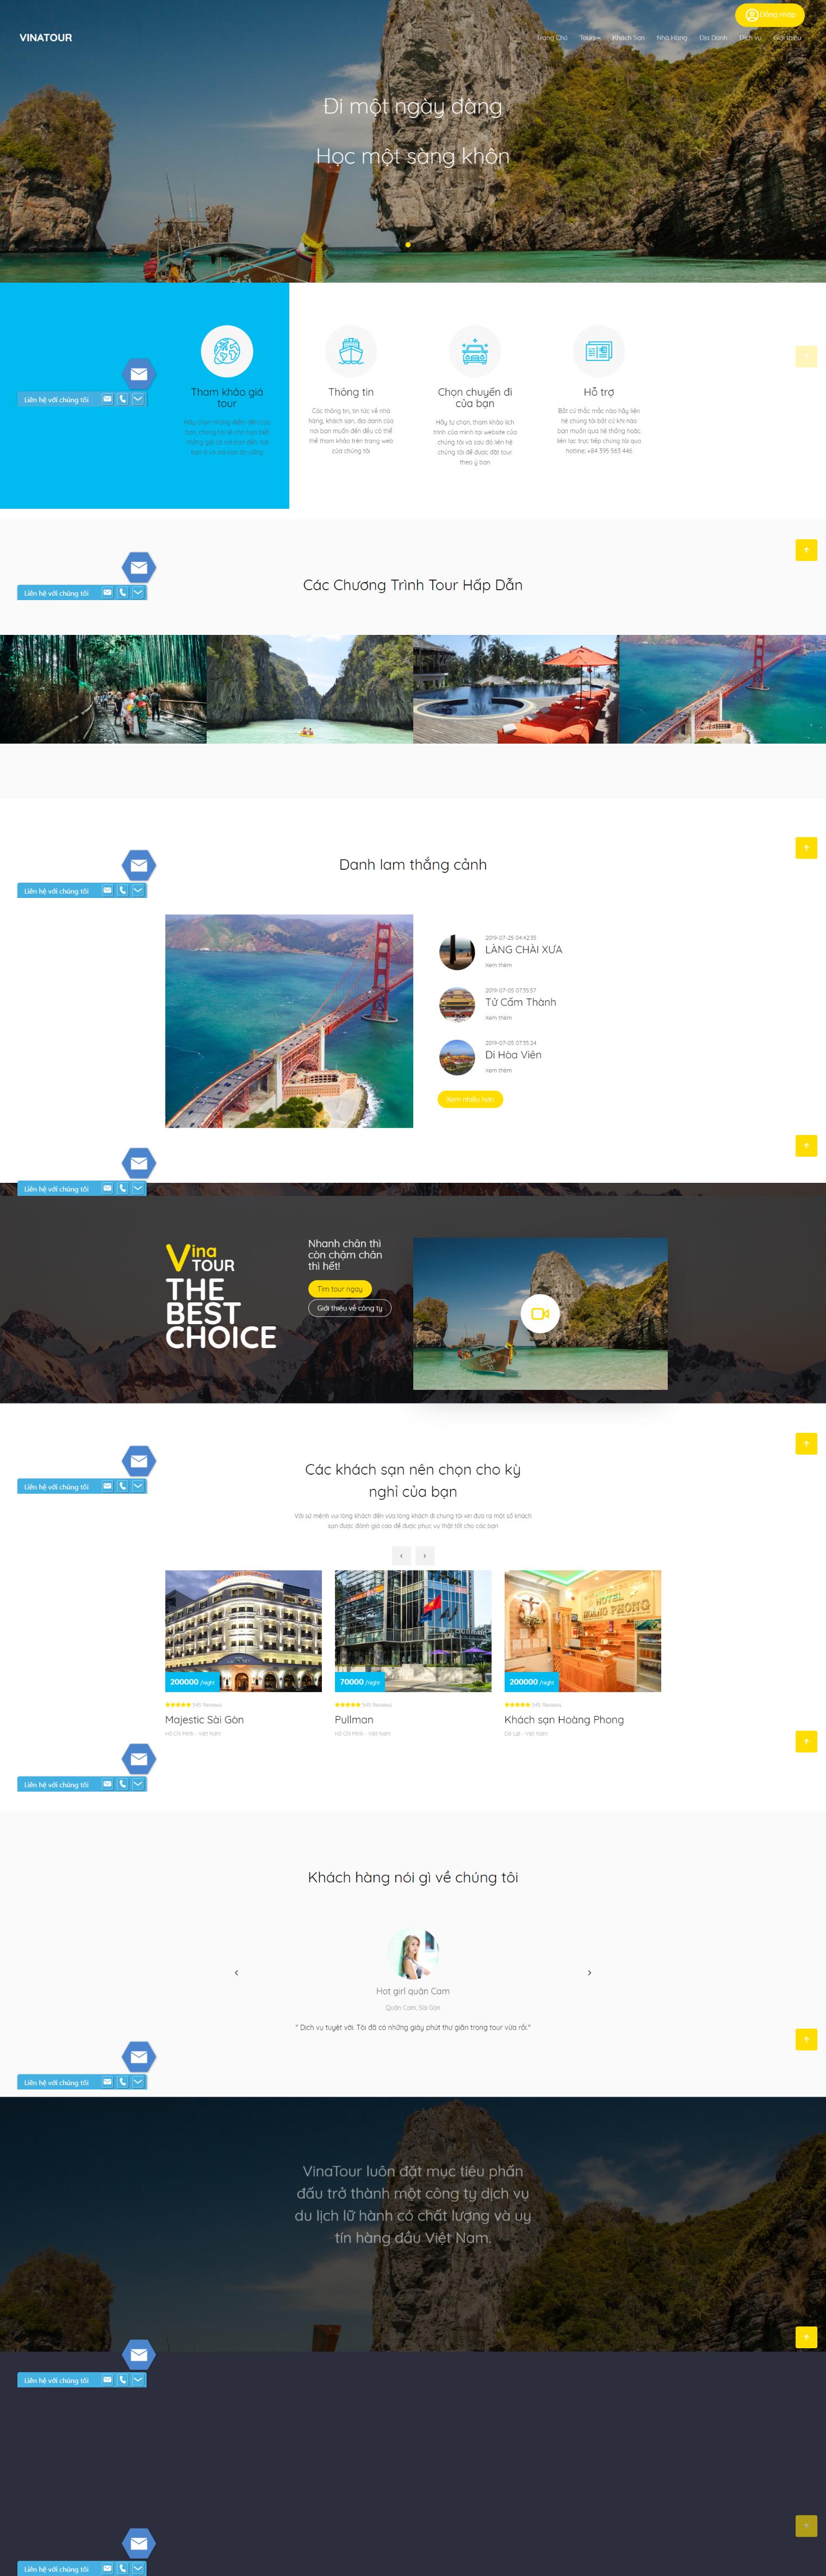 Đăng nhập
VINATOUR
Trang Chủ Tours Khách Sạn Nhà Hàng Địa Danh Dịch vụ Giới thiệu
Đi một ngày đàng
Học một sàng khôn
Tham khảo giá
tour
Hãy chọn những điểm đến của
bạn, chúng tôi sẽ cho bạn biết
những giá cả nơi bạn đến, nơi
bạn ở và nơi bạn ăn uống
Thông tin
Các thông tin, tin tức về nhà
hàng, khách sạn, địa danh của
nơi bạn muốn đến đều có thể
thể tham khảo trên trang web
của chúng tôi
Chọn chuyến đi
của bạn
Hãy tự chọn, tham khảo lịch
trình của mình tại website của
chúng tôi và sau đó liên hệ
chúng tôi để được đặt tour
theo ý bạn
Hỗ trợ
Bất cứ thắc mắc nào hãy liên
hệ chúng tôi bất cứ khi nào
bạn muốn qua hệ thống hoặc
liên lạc trực tiếp chúng tôi qua
hotline: +84 395 563 446
Liên hệ với chúng tôi
Liên hệ với chúng tôi
Các Chương Trình Tour Hấp Dẫn
Liên hệ với chúng tôi
Danh lam thắng cảnh
2019-07-25 04:42:35
LÀNG CHÀI XƯA
Xem thêm
2019-07-05 07:35:57
Tử Cấm Thành
Xem thêm
2019-07-05 07:35:24
Di Hòa Viên
Xem thêm
Xem nhiều hơn
Liên hệ với chúng tôi
Vina
TOUR
THE
BEST
CHOICE
Nhanh chân thì
còn chậm chân
thì hết!
Tìm tour ngay
Giới thiệu về công ty
Liên hệ với chúng tôi
Các khách sạn nên chọn cho kỳ
nghỉ của bạn
Với sứ mệnh vui lòng khách đến vừa lòng khách đi chúng tôi xin đưa ra một số khách
sạn được đánh giá cao để được phục vụ thật tốt cho các bạn
HOTEL
HOÀNG PHONG
200000 /night
70000 /night
200000 /night
345 Reviews
345 Reviews
345 Reviews
Majestic Sài Gòn
Pullman
Khách sạn Hoàng Phong
Hồ Chí Minh - Việt Nam
Hồ Chí Minh - Việt Nam
Đà Lạt - Việt Nam
Liên hệ với chúng tôi
Khách hàng nói gì về chúng tôi
Hot girl quận Cam
Quận Cam, Sài Gòn
" Dịch vụ tuyệt vời. Tôi đã có những giây phút thư giãn trong tour vừa rồi."
Liên hệ với chúng tôi
VinaTour luôn đặt mục tiêu phấn
đấu trở thành một công ty dịch vụ
du lịch lữ hành có chất lượng và uy
tín hàng đầu Việt Nam.
Liên hệ với chúng tôi
Liên hệ với chúng tôi